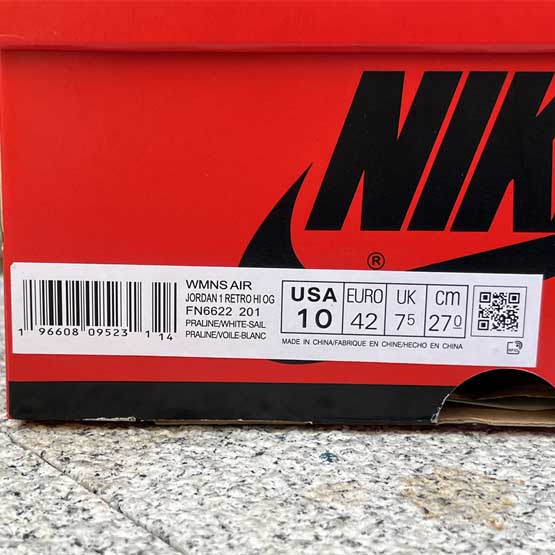 NIK
®
WMNS AIR
JORDAN 1 RETRO HI OG
FN6622 201
PRALINE/WHITE-SAIL
PRALINE/VOILE-BLANC
1 96608 09523 1 14
USA EURO UK cm
10 42 7 5 27 0
MADE IN CHINA/FABRIQUE EN CHINE/HECHO EN CHINA